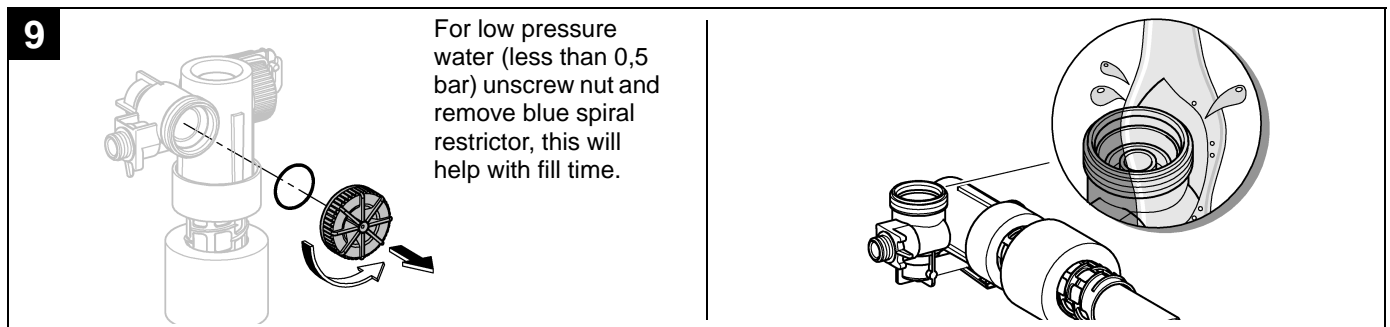 9
For low pressure
water (less than 0,5
bar) unscrew nut and
remove blue spiral
restrictor, this will
help with fill time.